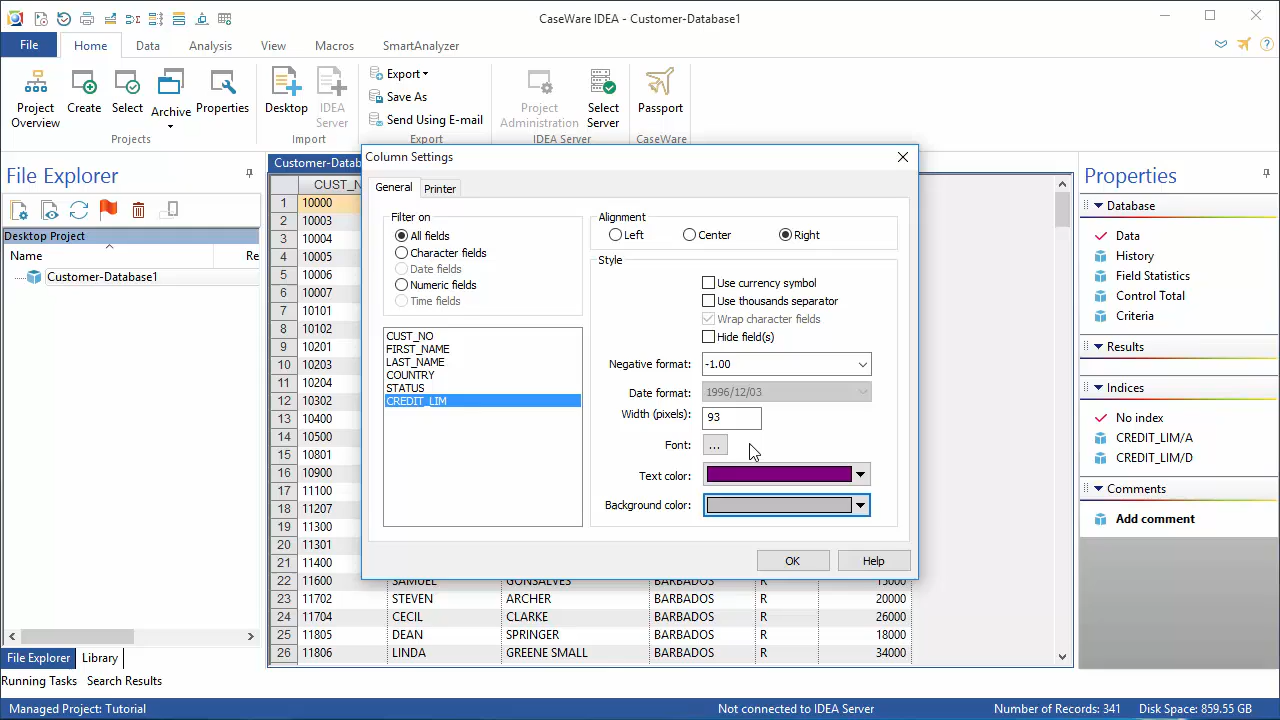 CaseWare IDEA - Customer-Database1
File
Home
Data
Analysis
View
Macros
SmartAnalyzer
Project Overview
Create
Select
Archive
Properties
Projects
Desktop
IDEA Server
Import
Export
Save As
Send Using E-mail
Export
Project Administration
Select Server
IDEA Server
Passport
CaseWare
File Explorer
Desktop Project
Name
Re
Customer-Database1
File Explorer
Library
Running Tasks
Search Results
Customer-Datab
CUST_N
1 10000
2 10003
3 10004
4 10005
5 10006
6 10007
7 10101
8 10102
9 10201
10 10203
11 10204
12 10302
13 10400
14 10500
15 10600
16 10900
17 11100
18 11207
19 11300
20 11301
21 11400
22 11600 SAMUEL GONSALVES BARBADOS R 15000
23 11702 STEVEN ARCHER BARBADOS R 20000
24 11704 CECIL CLARKE BARBADOS R 26000
25 11805 DEAN SPRINGER BARBADOS R 18000
26 11806 LINDA GREENE SMALL BARBADOS R 34000
Column Settings
General
Printer
Filter on
All fields
Character fields
Date fields
Numeric fields
Time fields
CUST_NO
FIRST_NAME
LAST_NAME
COUNTRY
STATUS
CREDIT_LIM
Alignment
Left
Center
Right
Style
Use currency symbol
Use thousands separator
Wrap character fields
Hide field(s)
Negative format: -1.00
Date format: 1996/12/03
Width (pixels): 93
Font: ...
Text color:
Background color:
OK
Help
Properties
Database
Data
History
Field Statistics
Control Total
Criteria
Results
Indices
No index
CREDIT_LIM/A
CREDIT_LIM/D
Comments
Add comment
Managed Project: Tutorial
Not connected to IDEA Server
Number of Records: 341
Disk Space: 859.55 GB